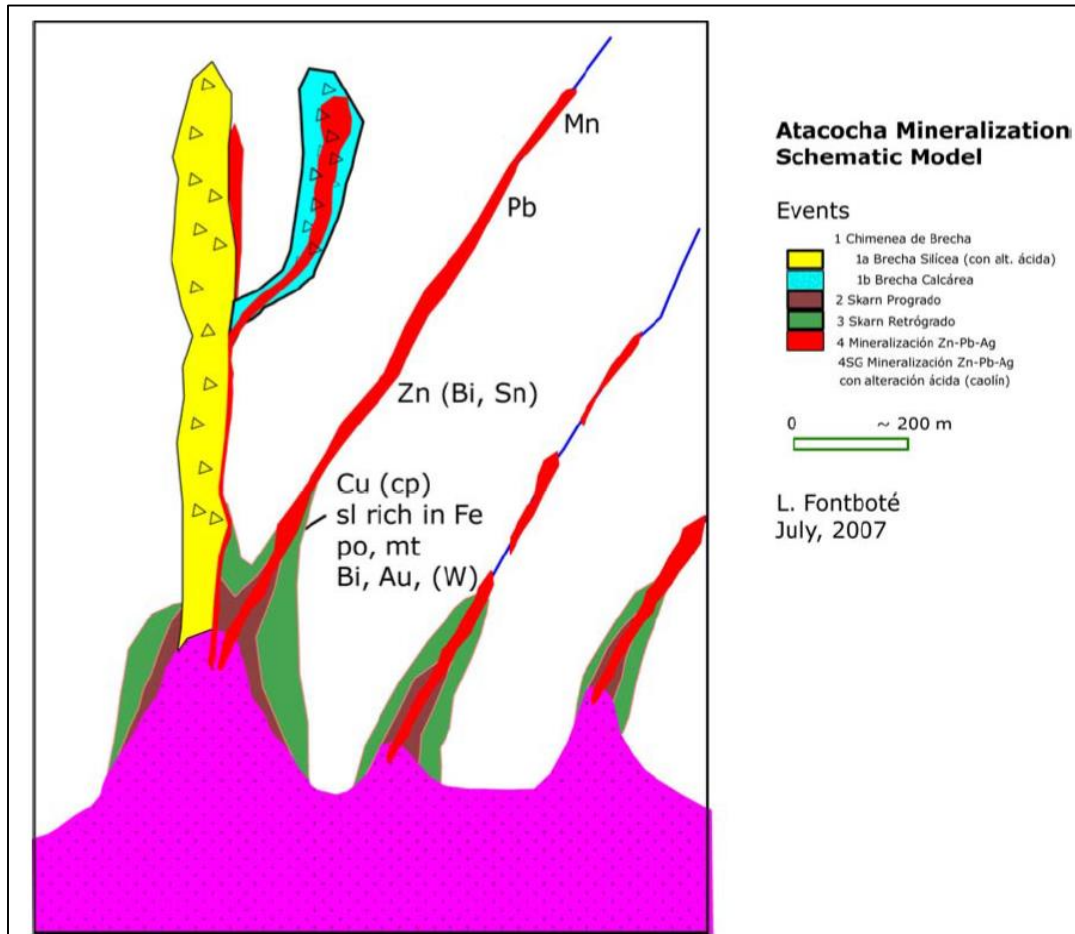 Mn
Pb
Zn (Bi, Sn)
Cu (cp)
sl rich in Fe
po, mt
Bi, Au, (W)
Atacocha Mineralization
Schematic Model
Events
1 Chimenea de Brecha
1a Brecha Silícea (con alt. ácida)
1b Brecha Calcárea
2 Skarn Progrado
3 Skarn Retrógrado
4 Mineralización Zn-Pb-Ag
4SG Mineralización Zn-Pb-Ag
con alteración ácida (caolín)
0 ~ 200 m
L. Fontboté
July, 2007